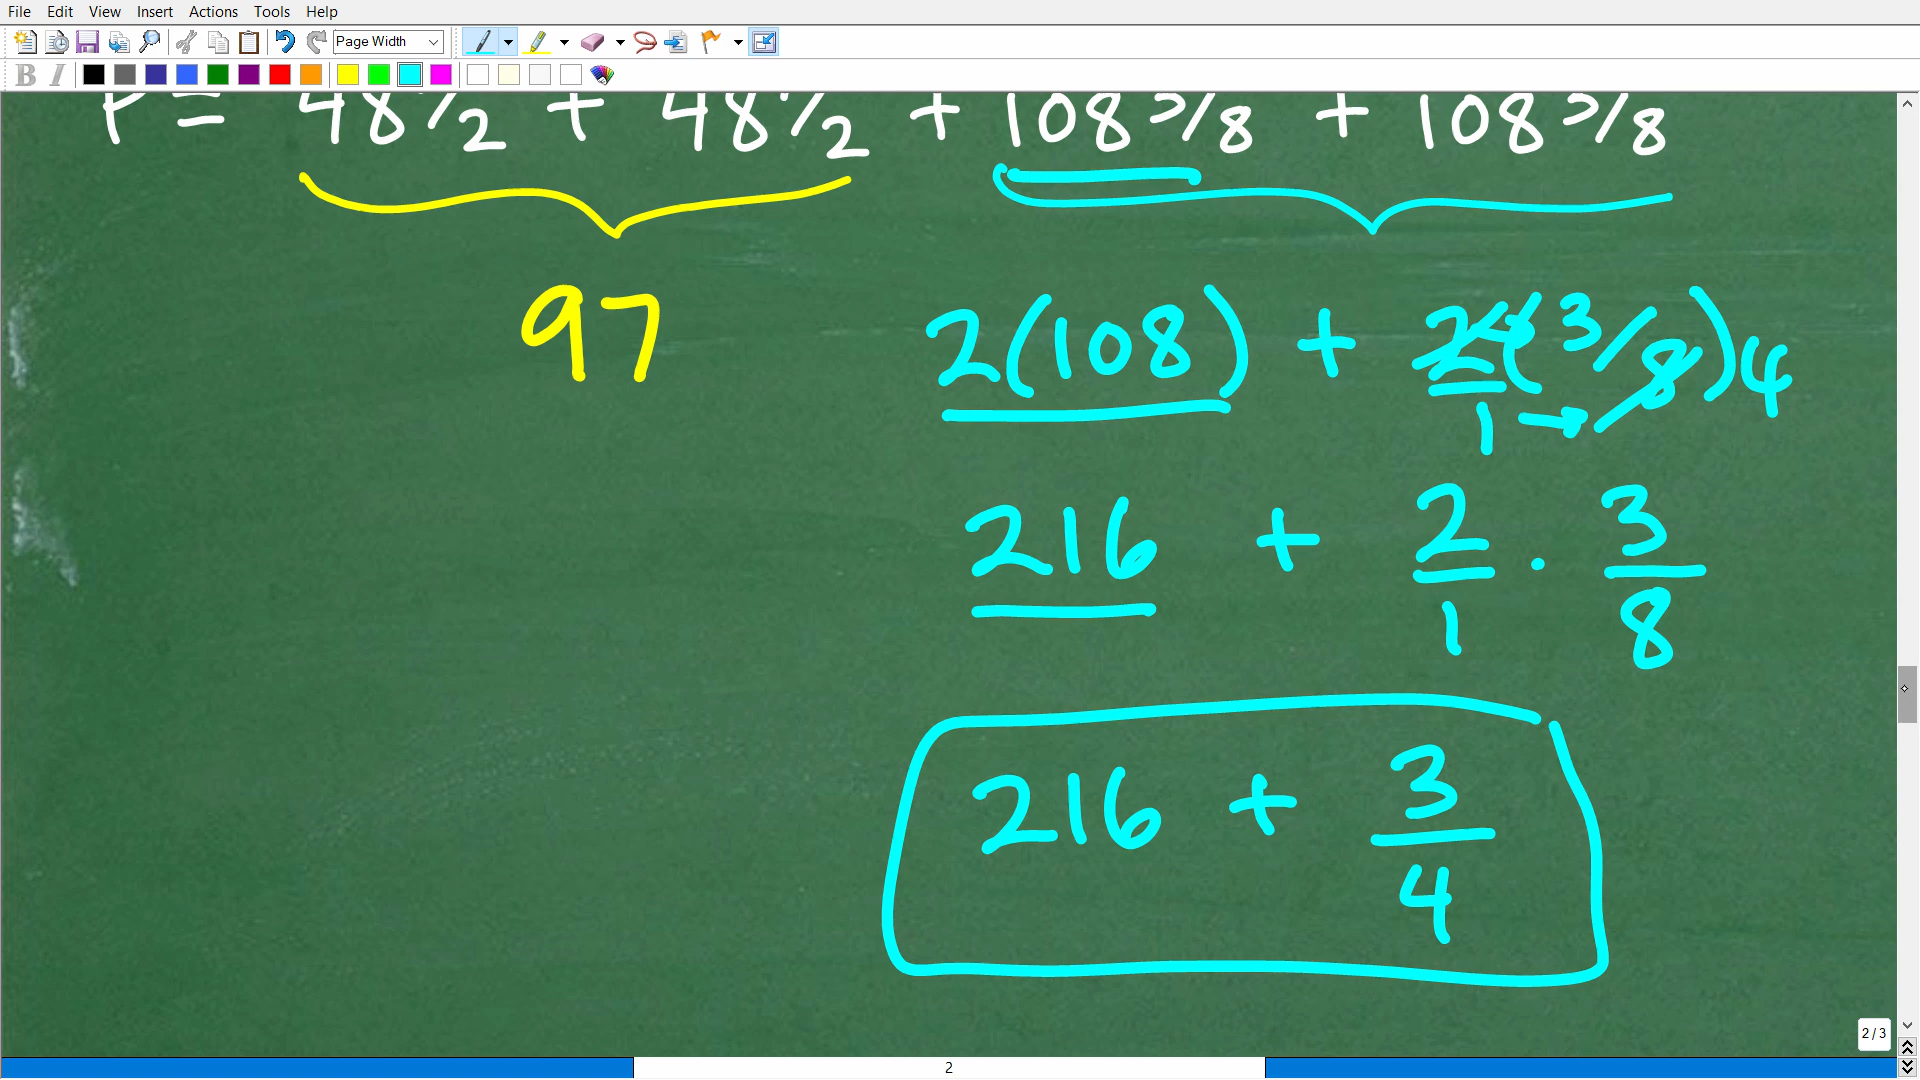 File Edit View Insert Actions Tools Help
Page Width
B I
P = 48 1/2 + 48 1/2 + 108 3/8 + 108 3/8
97
2(108) + 2(3/8) 4
1
216 + 2/1 · 3/8
216 + 3/4
2 / 3
2